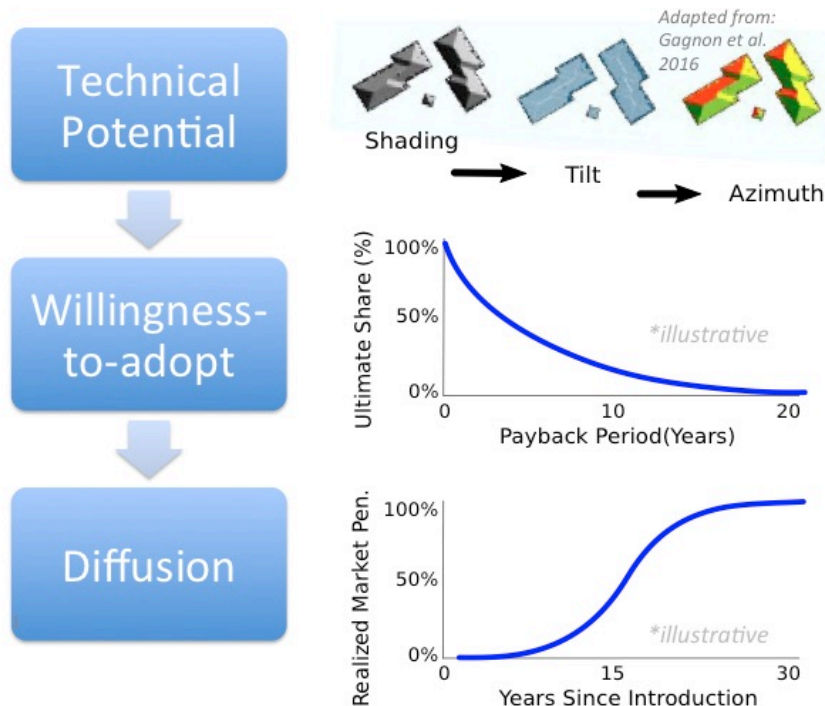 Technical
Potential
Adapted from:
Gagnon et al.
2016
Shading
Tilt
Azimuth
Willingness-
to-adopt
Ultimate Share (%)
100%
50%
0%
*illustrative
0
10
20
Payback Period(Years)
Diffusion
Realized Market Pen.
100%
50%
0%
*illustrative
0
15
30
Years Since Introduction